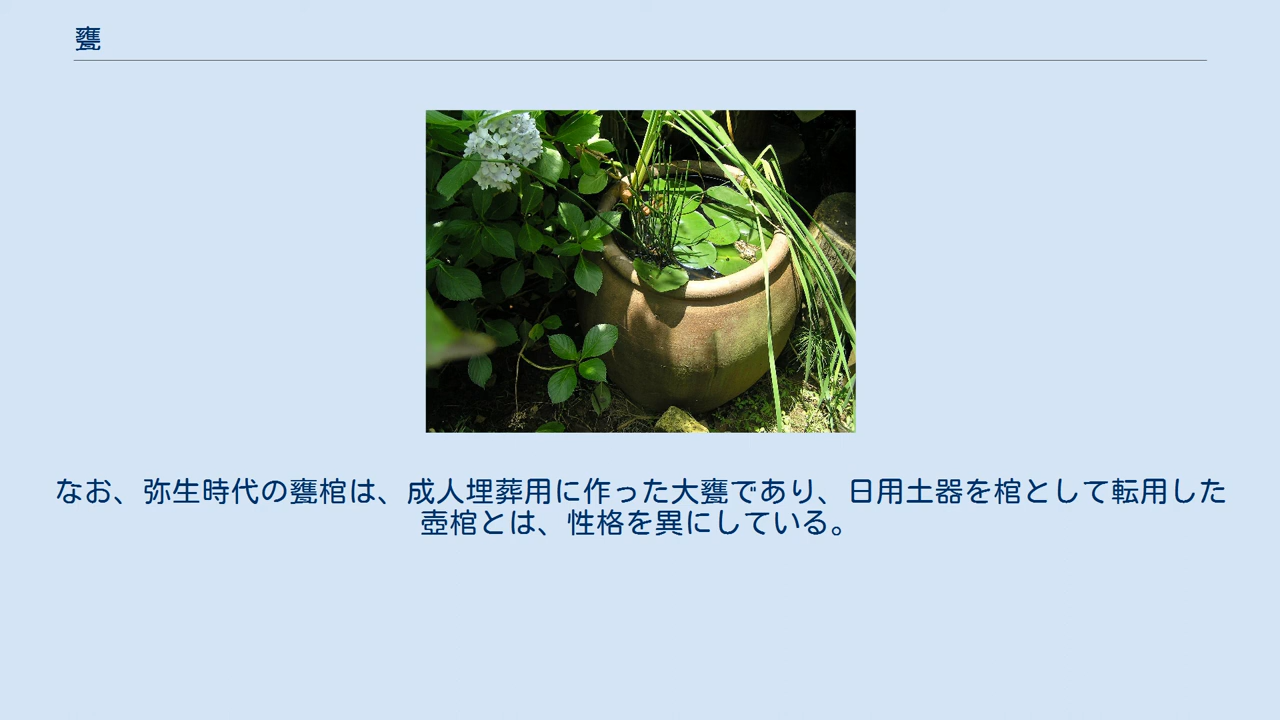 甕
なお、弥生時代の甕棺は、成人埋葬用に作った大甕であり、日用土器を棺として転用した
壺棺とは、性格を異にしている。